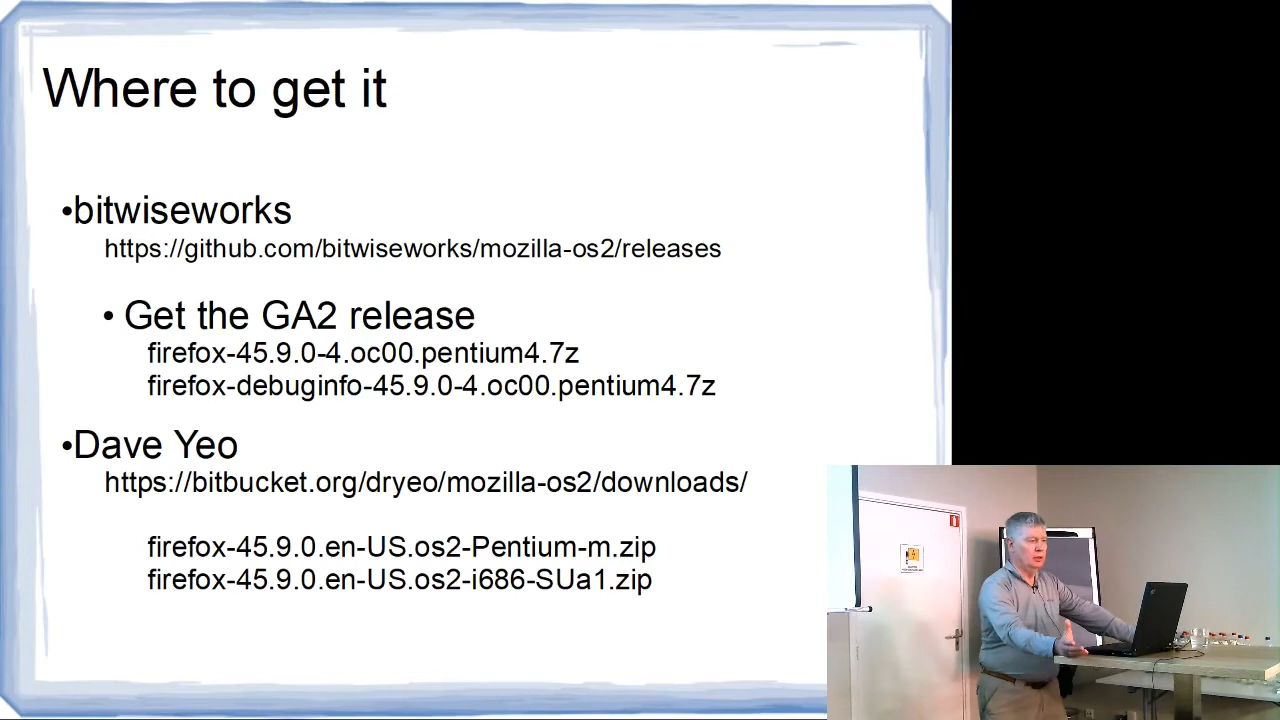 Where to get it
•bitwiseworks
https://github.com/bitwiseworks/mozilla-os2/releases
• Get the GA2 release
firefox-45.9.0-4.oc00.pentium4.7z
firefox-debuginfo-45.9.0-4.oc00.pentium4.7z
•Dave Yeo
https://bitbucket.org/dryeo/mozilla-os2/downloads/
firefox-45.9.0.en-US.os2-Pentium-m.zip
firefox-45.9.0.en-US.os2-i686-SUa1.zip